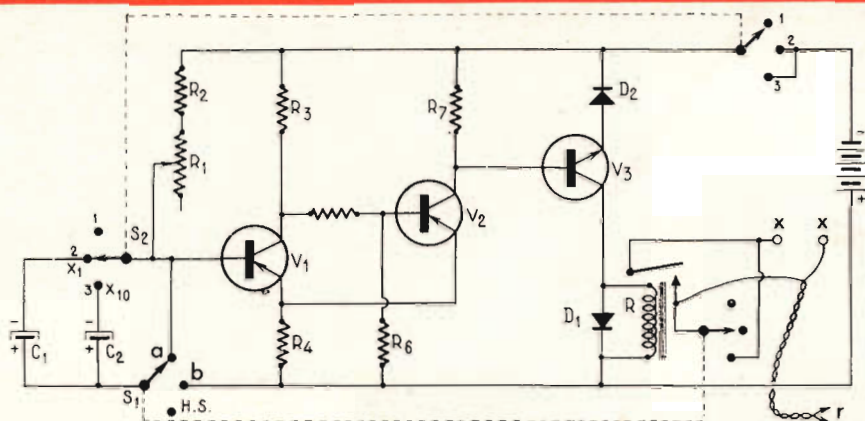 1
2
3
R2
R3
R7
D2
R1
V3
V2
V1
1
2
S2
X1
3
X10
X
X
R
D1
R4
R6
C1
C2
a
b
S1
H.S.
r
-
+
-
+
-
+